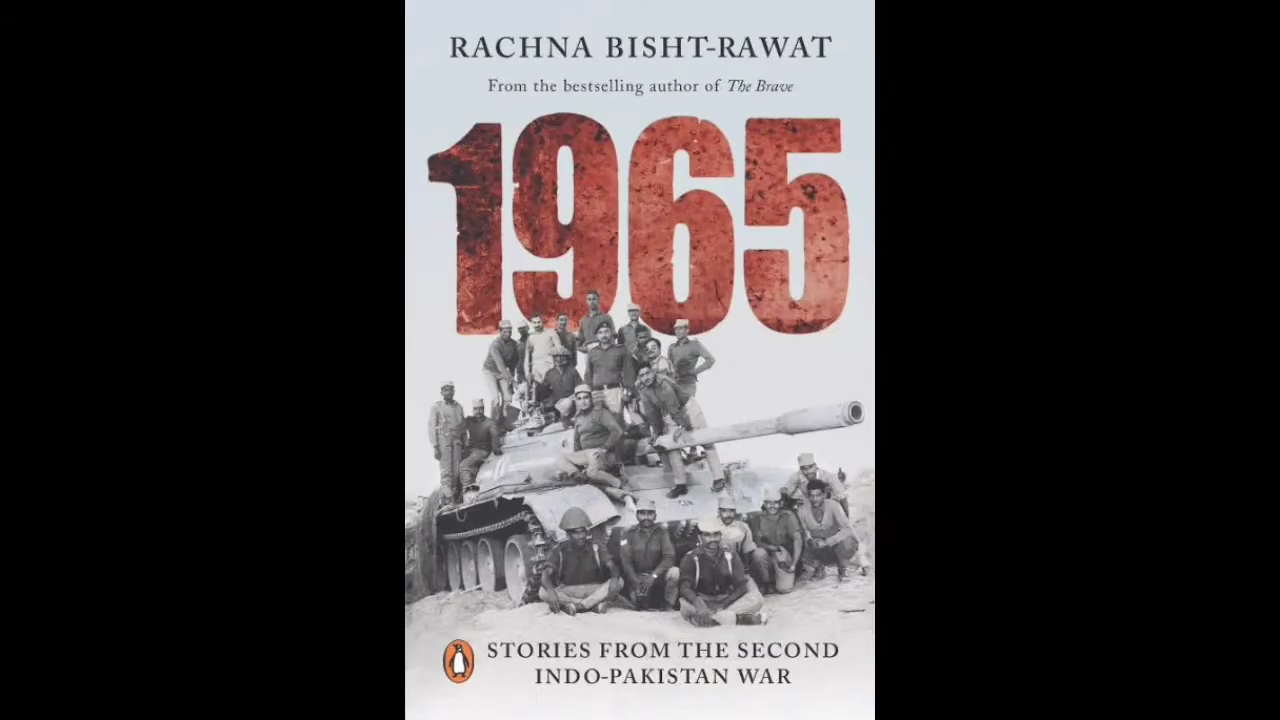 RACHNA BISHT-RAWAT
From the bestselling author of The Brave
1965
STORIES FROM THE SECOND
INDO-PAKISTAN WAR